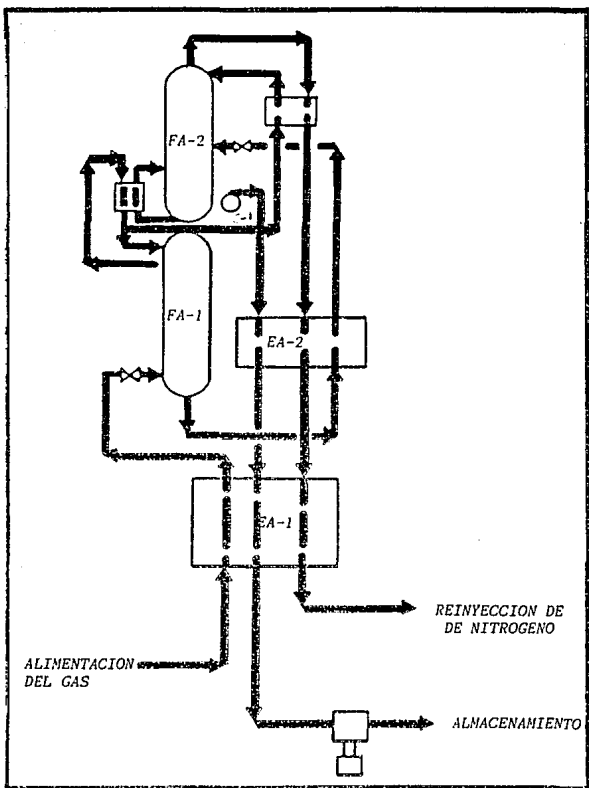 FA-2
FA-1
EA-2
EA-1
REINYECCION DE
DE NITROGENO
ALIMENTACION
DEL GAS
ALMACENAMIENTO